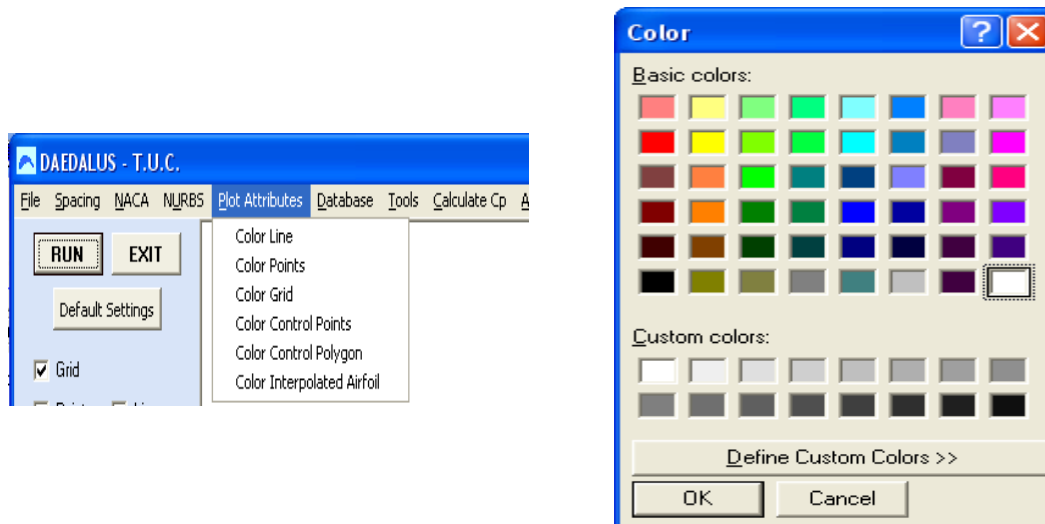 DAEDALUS - T.U.C.
File Spacing NACA NURBS Plot Attributes Database Tools Calculate Cp
Color Line
Color Points
Color Grid
Color Control Points
Color Control Polygon
Color Interpolated Airfoil
RUN EXIT
Default Settings
Grid
Color
Basic colors:
Custom colors:
Define Custom Colors >>
OK Cancel